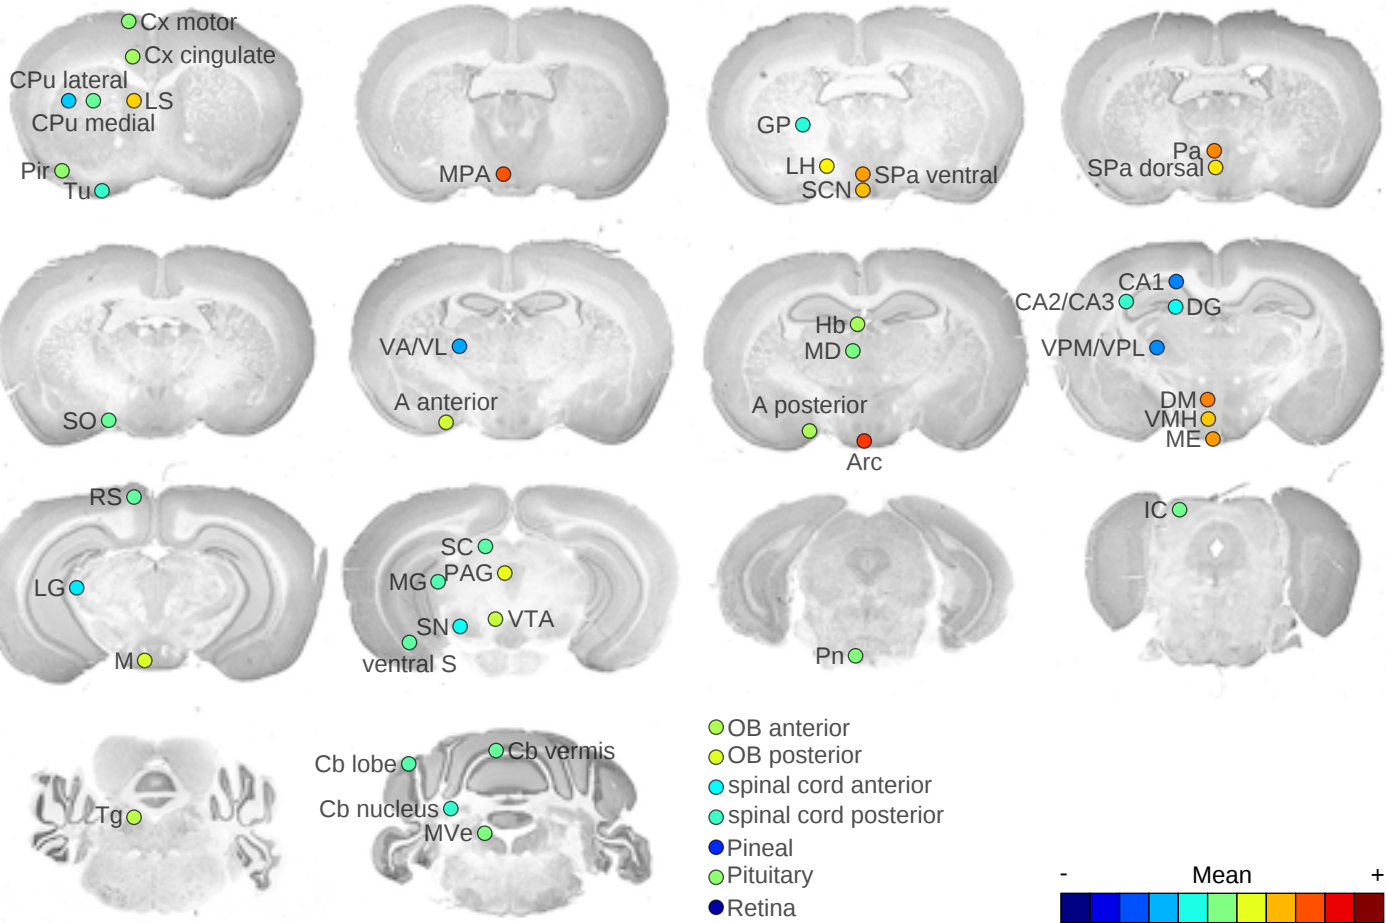 Cx motor
Cx cingulate
CPu lateral
LS
CPu medial
Pir
Tu
MPA
GP
LH
SPa ventral
SCN
Pa
SPa dorsal
SO
VA/VL
A anterior
Hb
MD
A posterior
Arc
CA1
CA2/CA3
DG
VPM/VPL
DM
VMH
ME
RS
LG
M
SC
MG
PAG
SN
VTA
ventral S
Pn
IC
Tg
Cb lobe
Cb vermis
Cb nucleus
MVe
OB anterior
OB posterior
spinal cord anterior
spinal cord posterior
Pineal
Pituitary
Retina
- Mean +